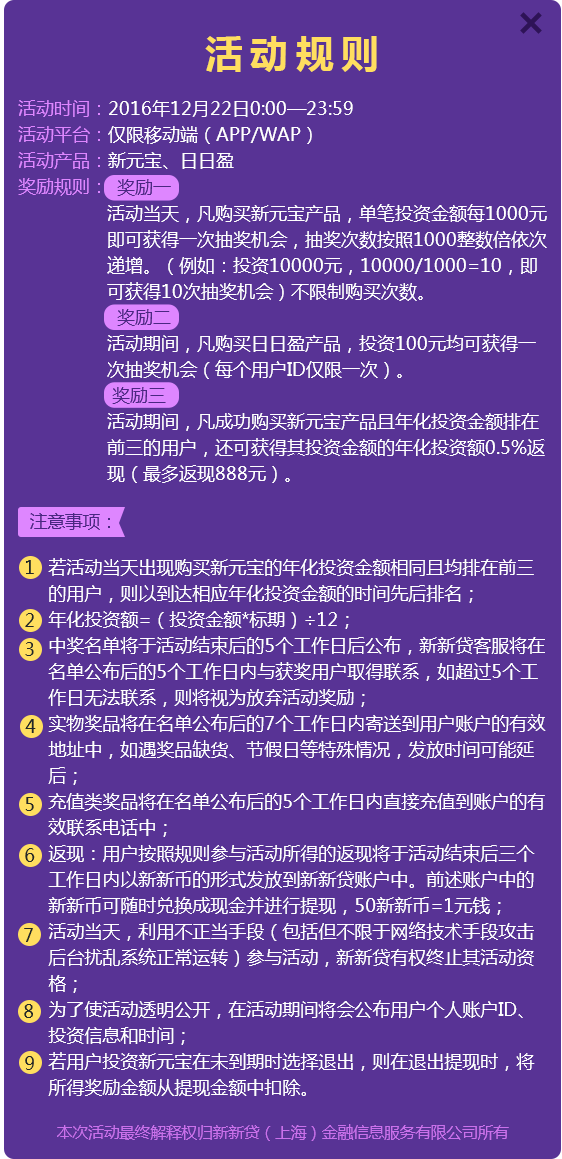 活动规则
活动时间：2016年12月22日0:00—23:59
活动平台：仅限移动端（APP/WAP）
活动产品：新元宝、日日盈
奖励规则：奖励一
活动当天，凡购买新元宝产品，单笔投资金额每1000元
即可获得一次抽奖机会，抽奖次数按照1000整数倍依次
递增。（例如：投资10000元，10000/1000=10，即
可获得10次抽奖机会）不限制购买次数。
奖励二
活动期间，凡购买日日盈产品，投资100元均可获得一
次抽奖机会（每个用户ID仅限一次）。
奖励三
活动期间，凡成功购买新元宝产品且年化投资金额排在
前三的用户，还可获得其投资金额的年化投资额0.5%返
现（最多返现888元）。
注意事项：
1 若活动当天出现购买新元宝的年化投资金额相同且均排在前三
的用户，则以到达相应年化投资金额的时间先后排名；
2 年化投资额=（投资金额*标期）÷12；
3 中奖名单将于活动结束后的5个工作日后公布，新新贷客服将在
名单公布后的5个工作日内与获奖用户取得联系，如超过5个工
作日无法联系，则将视为放弃活动奖励；
4 实物奖品将在名单公布后的7个工作日内寄送到用户账户的有效
地址中，如遇奖品缺货、节假日等特殊情况，发放时间可能延
后；
5 充值类奖品将在名单公布后的5个工作日内直接充值到账户的有
效联系电话中；
6 返现：用户按照规则参与活动所得的返现将于活动结束后三个
工作日内以新新币的形式发放到新新贷账户中。前述账户中的
新新币可随时兑换成现金并进行提现，50新新币=1元钱；
7 活动当天，利用不正当手段（包括但不限于网络技术手段攻击
后台扰乱系统正常运转）参与活动，新新贷有权终止其活动资
格；
8 为了使活动透明公开，在活动期间将会公布用户个人账户ID、
投资信息和时间；
9 若用户投资新元宝在未到期时选择退出，则在退出提现时，将
所得奖励金额从提现金额中扣除。
本次活动最终解释权归新新贷（上海）金融信息服务有限公司所有